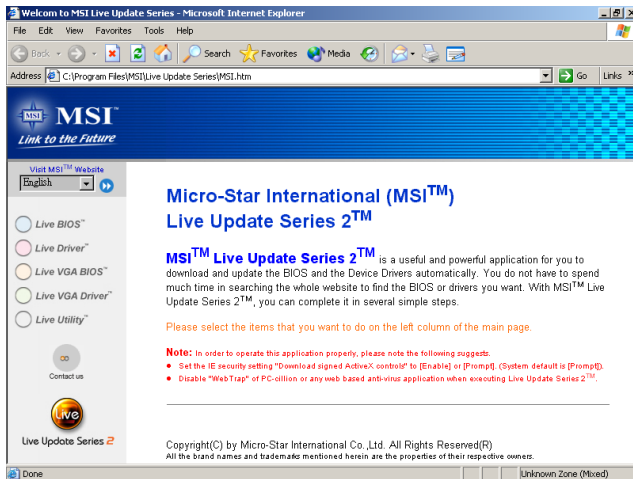 Welcom to MSI Live Update Series - Microsoft Internet Explorer
File Edit View Favorites Tools Help
Back Search Favorites Media
Address C:\Program Files\MSI\Live Update Series\MSI.htm Go Links »
MSI
MSI™
Link to the Future
Visit MSI™ Website
English
Live BIOS™
Live Driver™
Live VGA BIOS™
Live VGA Driver™
Live Utility™
Contact us
Live
Live Update Series 2
Micro-Star International (MSI™)
Live Update Series 2™
MSI™ Live Update Series 2™ is a useful and powerful application for you to
download and update the BIOS and the Device Drivers automatically. You do not have to spend
much time in searching the whole website to find the BIOS or drivers you want. With MSI™ Live
Update Series 2™, you can complete it in several simple steps.
Please select the items that you want to do on the left column of the main page.
Note: In order to operate this application properly, please note the following suggests.
• Set the IE security setting "Download signed ActiveX controls" to [Enable] or [Prompt]. (System default is [Prompt]).
• Disable "WebTrap" of PC-cillion or any web based anti-virus application when executing Live Update Series 2™.
Copyright(C) by Micro-Star International Co.,Ltd. All Rights Reserved(R)
All the brand names and trademarks mentioned herein are the properties of their respective owners.
Done Unknown Zone (Mixed)